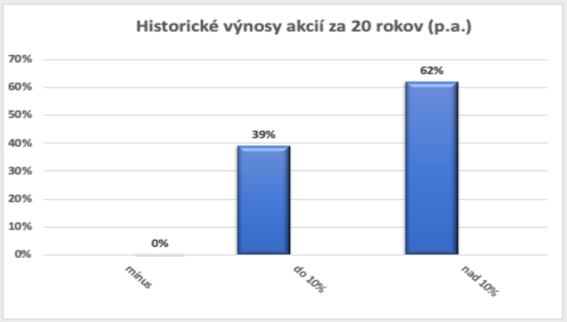 Historické výnosy akcií za 20 rokov (p.a.)
70%
60%
50%
40%
30%
20%
10%
0%
0%
39%
62%
mínus
do 10%
nad 10%